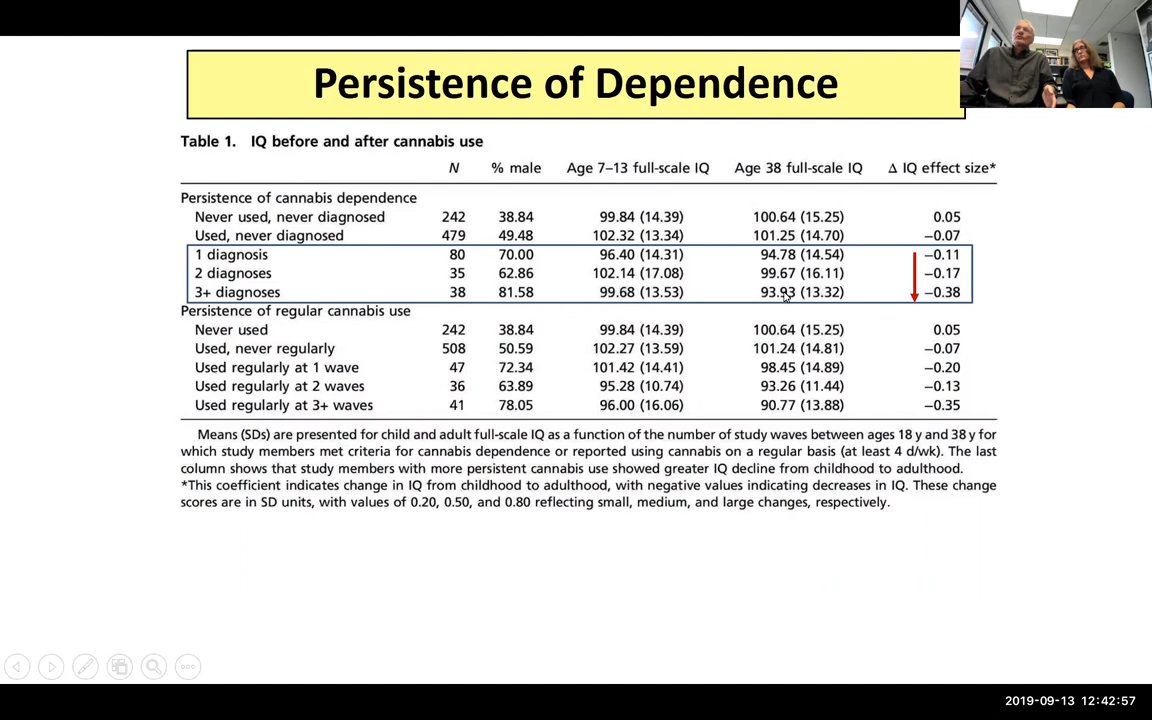 Persistence of Dependence
Table 1. IQ before and after cannabis use
N % male Age 7–13 full-scale IQ Age 38 full-scale IQ Δ IQ effect size*
Persistence of cannabis dependence
Never used, never diagnosed 242 38.84 99.84 (14.39) 100.64 (15.25) 0.05
Used, never diagnosed 479 49.48 102.32 (13.34) 101.25 (14.70) −0.07
1 diagnosis 80 70.00 96.40 (14.31) 94.78 (14.54) −0.11
2 diagnoses 35 62.86 102.14 (17.08) 99.67 (16.11) −0.17
3+ diagnoses 38 81.58 99.68 (13.53) 93.93 (13.32) −0.38
Persistence of regular cannabis use
Never used 242 38.84 99.84 (14.39) 100.64 (15.25) 0.05
Used, never regularly 508 50.59 102.27 (13.59) 101.24 (14.81) −0.07
Used regularly at 1 wave 47 72.34 101.42 (14.41) 98.45 (14.89) −0.20
Used regularly at 2 waves 36 63.89 95.28 (10.74) 93.26 (11.44) −0.13
Used regularly at 3+ waves 41 78.05 96.00 (16.06) 90.77 (13.88) −0.35
Means (SDs) are presented for child and adult full-scale IQ as a function of the number of study waves between ages 18 y and 38 y for
which study members met criteria for cannabis dependence or reported using cannabis on a regular basis (at least 4 d/wk). The last
column shows that study members with more persistent cannabis use showed greater IQ decline from childhood to adulthood.
*This coefficient indicates change in IQ from childhood to adulthood, with negative values indicating decreases in IQ. These change
scores are in SD units, with values of 0.20, 0.50, and 0.80 reflecting small, medium, and large changes, respectively.
2019-09-13 12:42:57